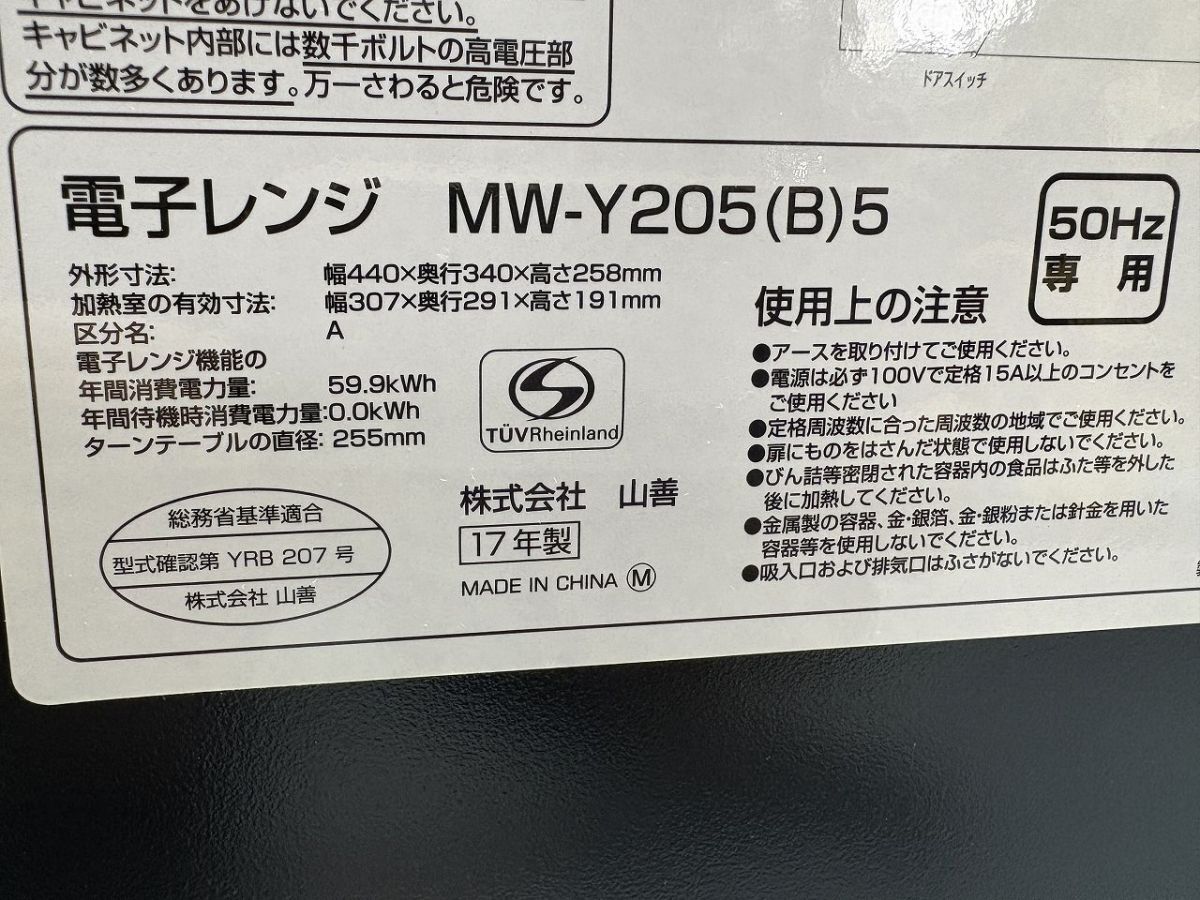 キャビネットをあけないでください。
キャビネット内部には数千ボルトの高電圧部
分が数多くあります。万一さわると危険です。
ドアスイッチ
電子レンジ MW-Y205(B)5
50Hz
専用
外形寸法: 幅440×奥行340×高さ258mm
加熱室の有効寸法: 幅307×奥行291×高さ191mm
区分名: A
電子レンジ機能の
年間消費電力量: 59.9kWh
年間待機時消費電力量:0.0kWh
ターンテーブルの直径: 255mm
TÜVRheinland
総務省基準適合
型式確認第 YRB 207 号
株式会社 山善
株式会社 山善
17年製
MADE IN CHINA M
使用上の注意
●アースを取り付けてご使用ください。
●電源は必ず100Vで定格15A以上のコンセントを
ご使用ください
●定格周波数に合った周波数の地域でご使用ください。
●扉にものをはさんだ状態で使用しないでください。
●びん詰等密閉された容器内の食品はふた等を外した
後に加熱してください。
●金属製の容器、金・銀箔、金・銀粉または針金を用いた
容器等を使用しないでください。
●吸入口および排気口はふさがないでください。